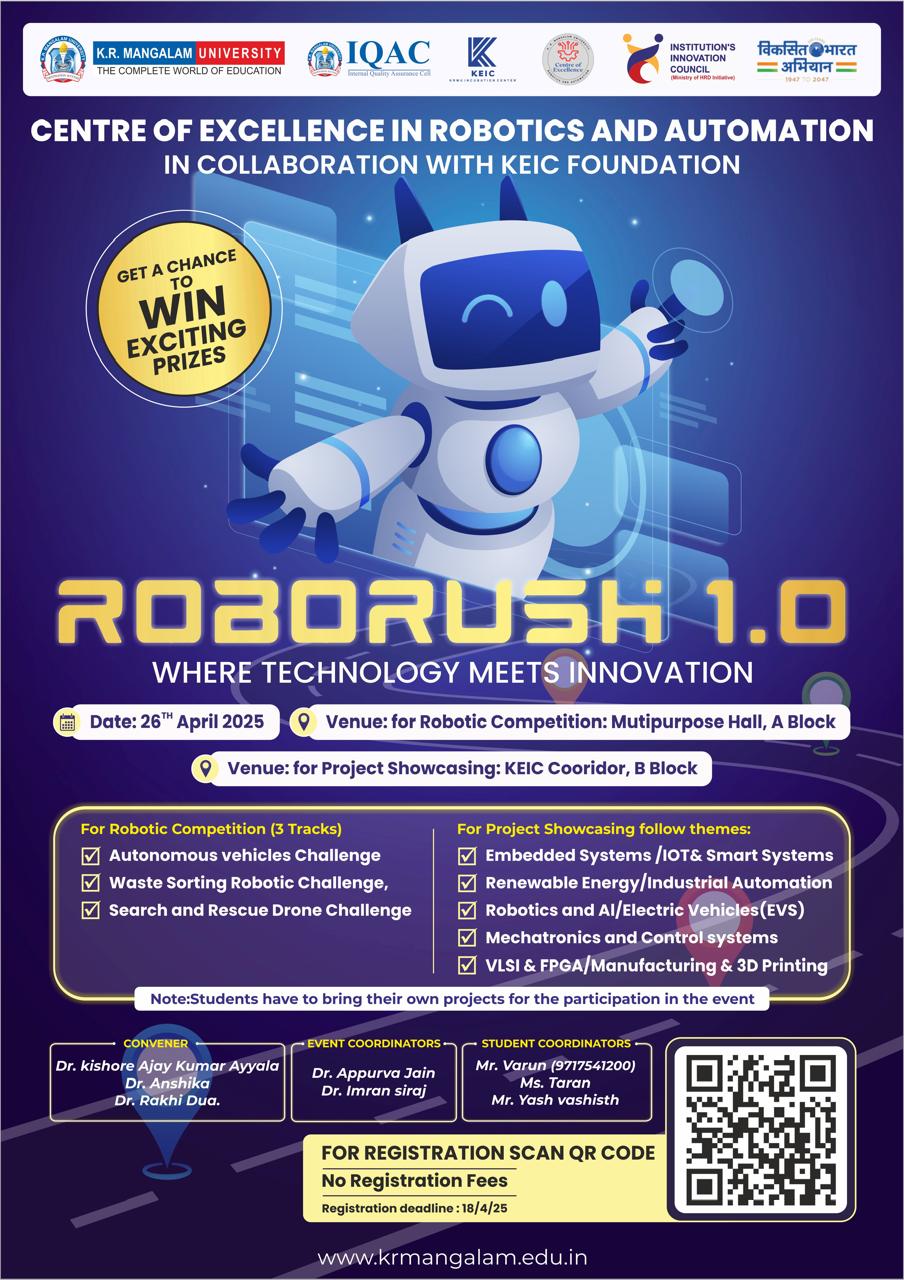 K.R. MANGALAM UNIVERSITY
THE COMPLETE WORLD OF EDUCATION
IQAC
Internal Quality Assurance Cell
KEIC
KRMU INCUBATION CENTER
Centre of
Excellence
INSTITUTION'S
INNOVATION
COUNCIL
(Ministry of HRD Initiative)
विकसित भारत
अभियान
1947 TO 2047
CENTRE OF EXCELLENCE IN ROBOTICS AND AUTOMATION
IN COLLABORATION WITH KEIC FOUNDATION
GET A CHANCE
TO
WIN
EXCITING
PRIZES
ROBORUSH 1.0
WHERE TECHNOLOGY MEETS INNOVATION
Date: 26TH April 2025
Venue: for Robotic Competition: Mutipurpose Hall, A Block
Venue: for Project Showcasing: KEIC Cooridor, B Block
For Robotic Competition (3 Tracks)
Autonomous vehicles Challenge
Waste Sorting Robotic Challenge,
Search and Rescue Drone Challenge
For Project Showcasing follow themes:
Embedded Systems /IOT& Smart Systems
Renewable Energy/Industrial Automation
Robotics and AI/Electric Vehicles(EVS)
Mechatronics and Control systems
VLSI & FPGA/Manufacturing & 3D Printing
Note:Students have to bring their own projects for the participation in the event
CONVENER
Dr. kishore Ajay Kumar Ayyala
Dr. Anshika
Dr. Rakhi Dua.
EVENT COORDINATORS
Dr. Appurva Jain
Dr. Imran siraj
STUDENT COORDINATORS
Mr. Varun (9717541200)
Ms. Taran
Mr. Yash vashisth
FOR REGISTRATION SCAN QR CODE
No Registration Fees
Registration deadline : 18/4/25
www.krmangalam.edu.in